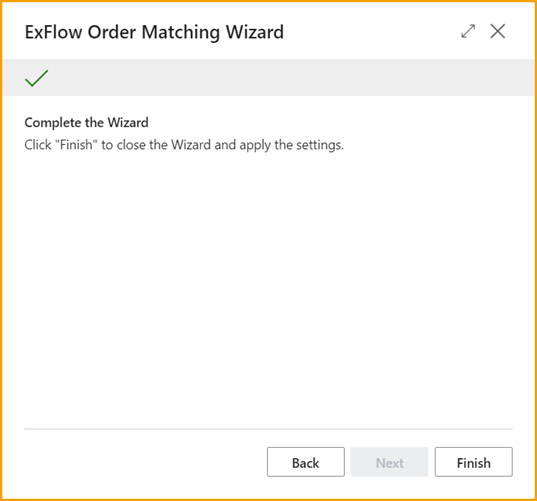 ExFlow Order Matching Wizard
Complete the Wizard
Click "Finish" to close the Wizard and apply the settings.
Back Next Finish